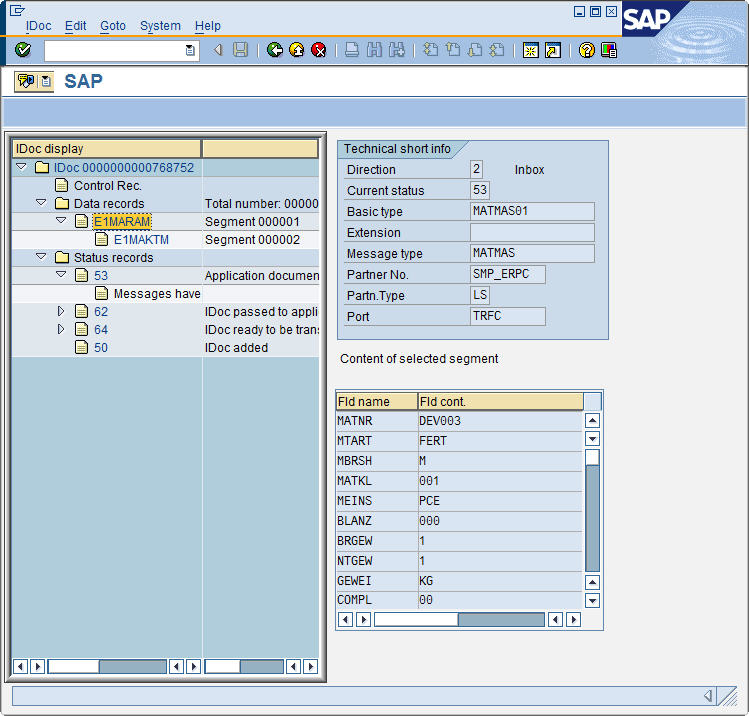 IDoc Edit Goto System Help
SAP
SAP
IDoc display
IDoc 0000000000768752
Control Rec.
Data records Total number: 00000
E1MARAM Segment 000001
E1MAKTM Segment 000002
Status records
53 Application documen
Messages have
62 IDoc passed to appli
64 IDoc ready to be tran
50 IDoc added
Technical short info
Direction 2 Inbox
Current status 53
Basic type MATMAS01
Extension
Message type MATMAS
Partner No. SMP_ERPC
Partn.Type LS
Port TRFC
Content of selected segment
Fld name Fld cont.
MATNR DEV003
MTART FERT
MBRSH M
MATKL 001
MEINS PCE
BLANZ 000
BRGEW 1
NTGEW 1
GEWEI KG
COMPL 00